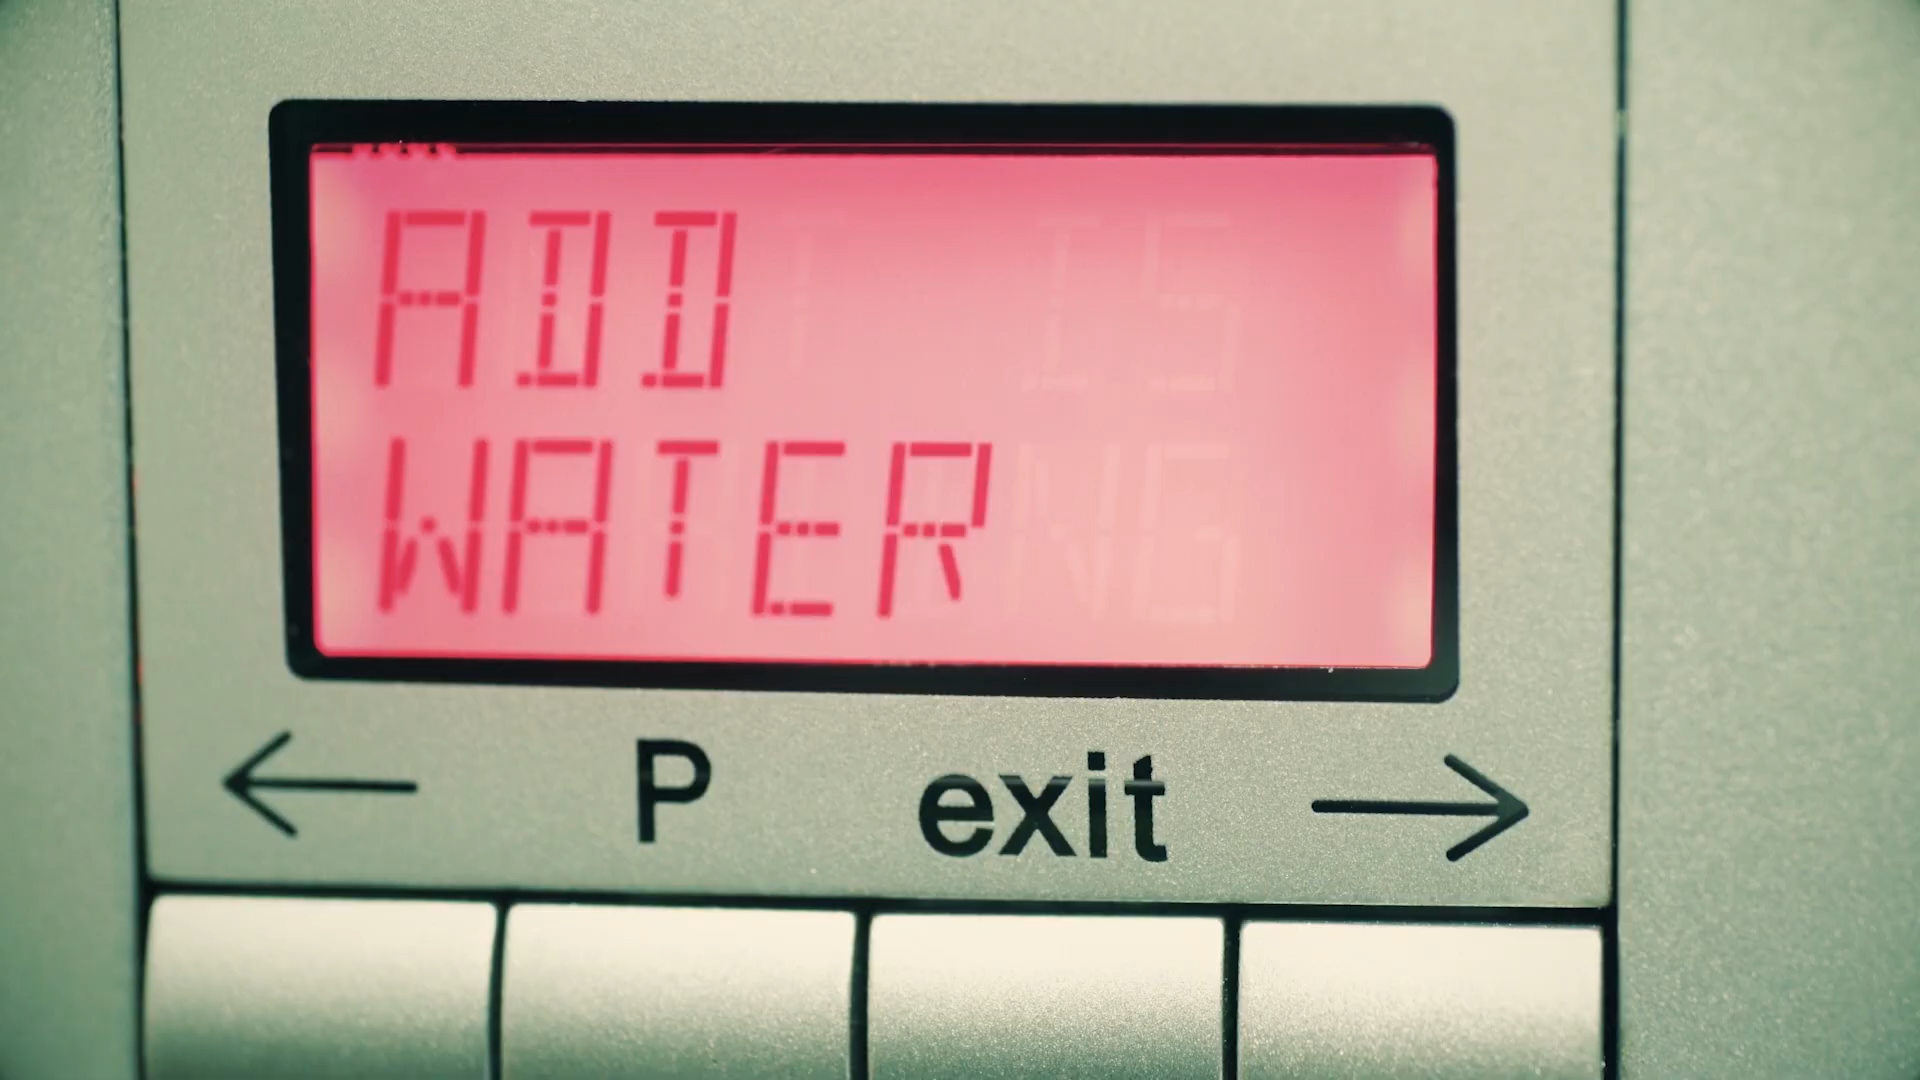 ADD
WATER
← P exit →